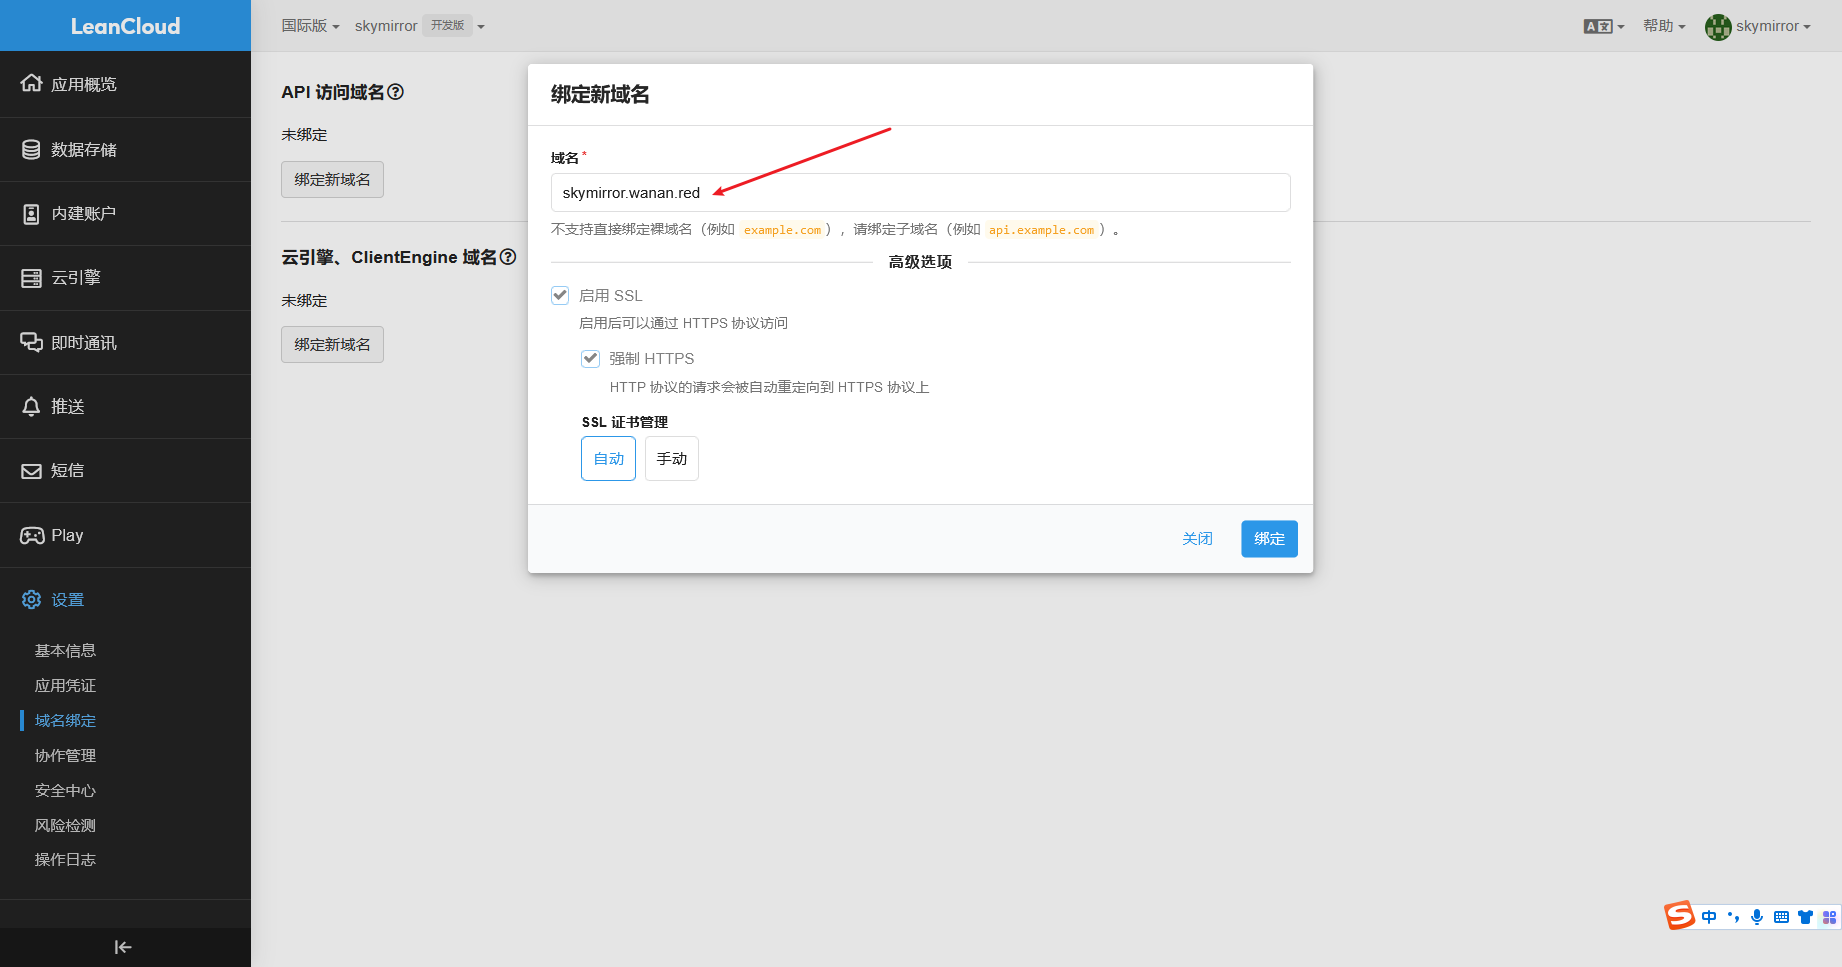 LeanCloud
国际版
skymirror 开发版
帮助
skymirror
应用概览
数据存储
内建账户
云引擎
即时通讯
推送
短信
Play
设置
基本信息
应用凭证
域名绑定
协作管理
安全中心
风险检测
操作日志
API 访问域名
未绑定
绑定新域名
云引擎、ClientEngine 域名
未绑定
绑定新域名
绑定新域名
域名*
skymirror.wanan.red
不支持直接绑定裸域名（例如 example.com），请绑定子域名（例如 api.example.com）。
高级选项
启用 SSL
启用后可以通过 HTTPS 协议访问
强制 HTTPS
HTTP 协议的请求会被自动重定向到 HTTPS 协议上
SSL 证书管理
自动
手动
关闭
绑定
中